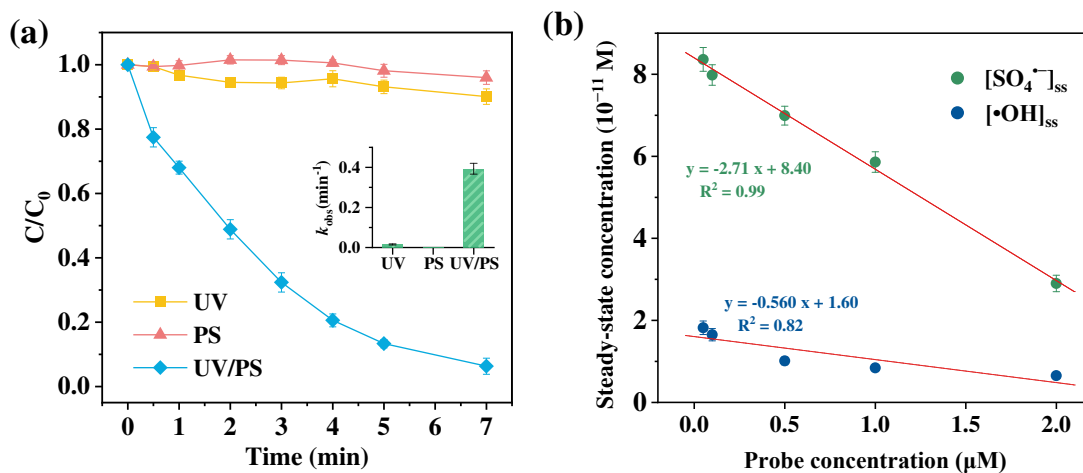 (a)
C/C₀
1.0
0.8
0.6
0.4
0.2
0.0
0 1 2 3 4 5 6 7
Time (min)
UV
PS
UV/PS
k_obs(min⁻¹)
0.4
0.2
0.0
UV PS UV/PS
(b)
Steady-state concentration (10⁻¹¹ M)
8
6
4
2
0
0.0 0.5 1.0 1.5 2.0
Probe concentration (μM)
[SO₄•⁻]ss
[•OH]ss
y = -2.71 x + 8.40
R² = 0.99
y = -0.560 x + 1.60
R² = 0.82